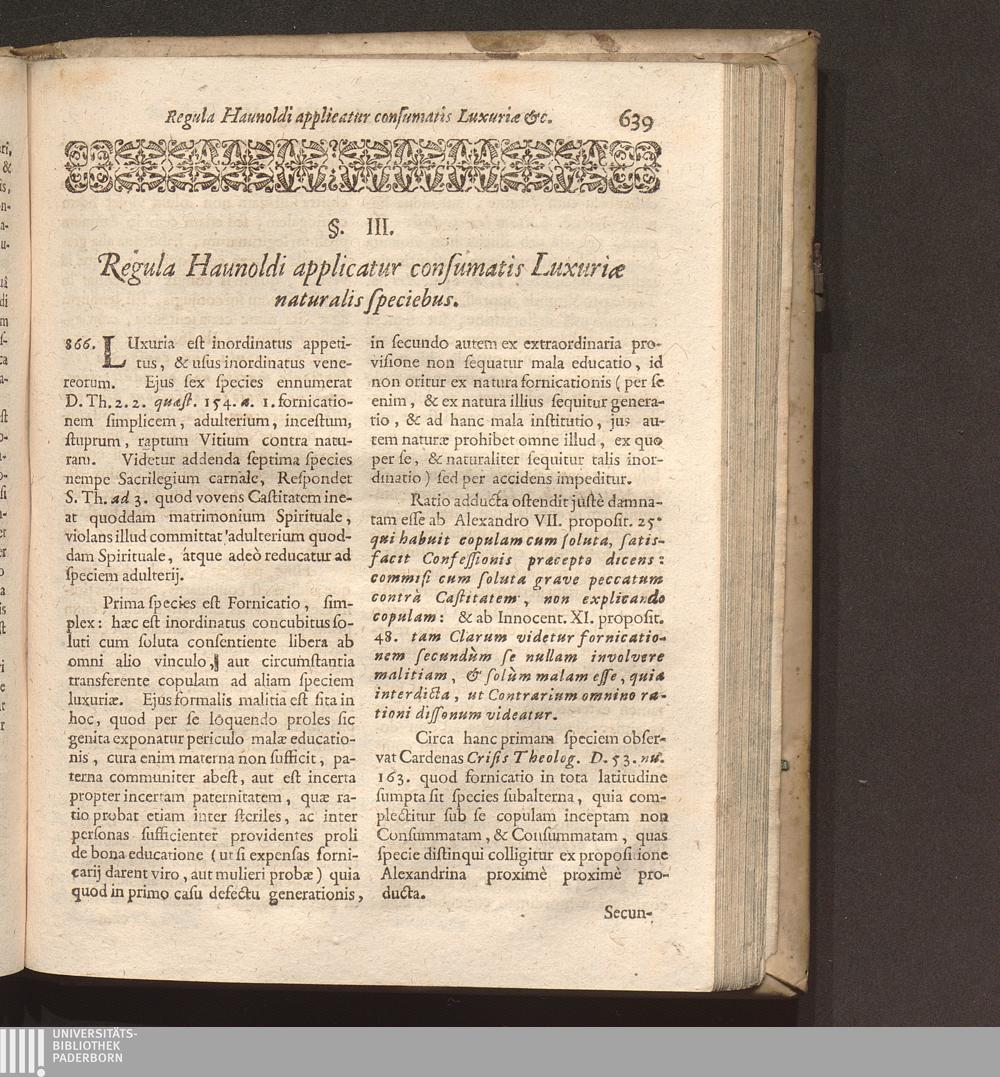 Regula Haunoldi applicatur consumatis Luxuriæ &c. 639
§. III.
Regula Haunoldi applicatur consumatis Luxuriæ
naturalis speciebus.
866. LUxuria est inordinatus appeti-
tus, & usus inordinatus vene-
reorum. Ejus sex species ennumerat
D. Th. 2. 2. quæst. 154. a. 1. fornicatio-
nem simplicem, adulterium, incestum,
stuprum, raptum Vitium contra natu-
ram. Videtur addenda septima species
nempe Sacrilegium carnale, Respondet
S. Th. ad 3. quod vovens Castitatem ine-
at quoddam matrimonium Spirituale,
violans illud committat adulterium quod-
dam Spirituale, átque adeò reducatur ad
speciem adulterij.
Prima species est Fornicatio, sim-
plex: hæc est inordinatus concubitus so-
luti cum soluta consentiente libera ab
omni alio vinculo, aut circumstantia
transferente copulam ad aliam speciem
luxuriæ. Ejus formalis malitia est sita in
hoc, quod per se lôquendo proles sic
genita exponatur periculo malæ educatio-
nis, cura enim materna non sufficit, pa-
terna communiter abest, aut est incerta
propter incertam paternitatem, quæ ra-
tio probat etiam inter steriles, ac inter
personas sufficienter providentes proli
de bona educatione (ut si expensas forni-
carij darent viro, aut mulieri probæ) quia
quod in primo casu defectu generationis,
in secundo autem ex extraordinaria pro-
visione non sequatur mala educatio, id
non oritur ex natura fornicationis (per se
enim, & ex natura illius sequitur genera-
tio, & ad hanc mala institutio, jus au-
tem naturæ prohibet omne illud, ex quo
per se, & naturaliter sequitur talis inor-
dinatio) sed per accidens impeditur.
Ratio adducta ostendit justè damna-
tam esse ab Alexandro VII. proposit. 25.
qui habuit copulam cum soluta, satis-
facit Confessionis præcepto dicens:
commisi cum soluta grave peccatum
contrà Castitatem, non explicando
copulam: & ab Innocent. XI. proposit.
48. tam Clarum videtur fornicatio-
nem secundùm se nullam involvere
malitiam, & solùm malam esse, quia
interdicta, ut Contrarium omnino ra-
tioni dissonum videatur.
Circa hanc primam speciem obser-
vat Cardenas Crisis Theolog. D. 53. nu.
163. quod fornicatio in tota latitudine
sumpta sit species subalterna, quia com-
plectitur sub se copulam inceptam non
Consummatam, & Consummatam, quas
specie distingui colligitur ex propositione
Alexandrìna proximè proximè pro-
ducta.
Secun-
UNIVERSITÄTS-
BIBLIOTHEK
PADERBORN